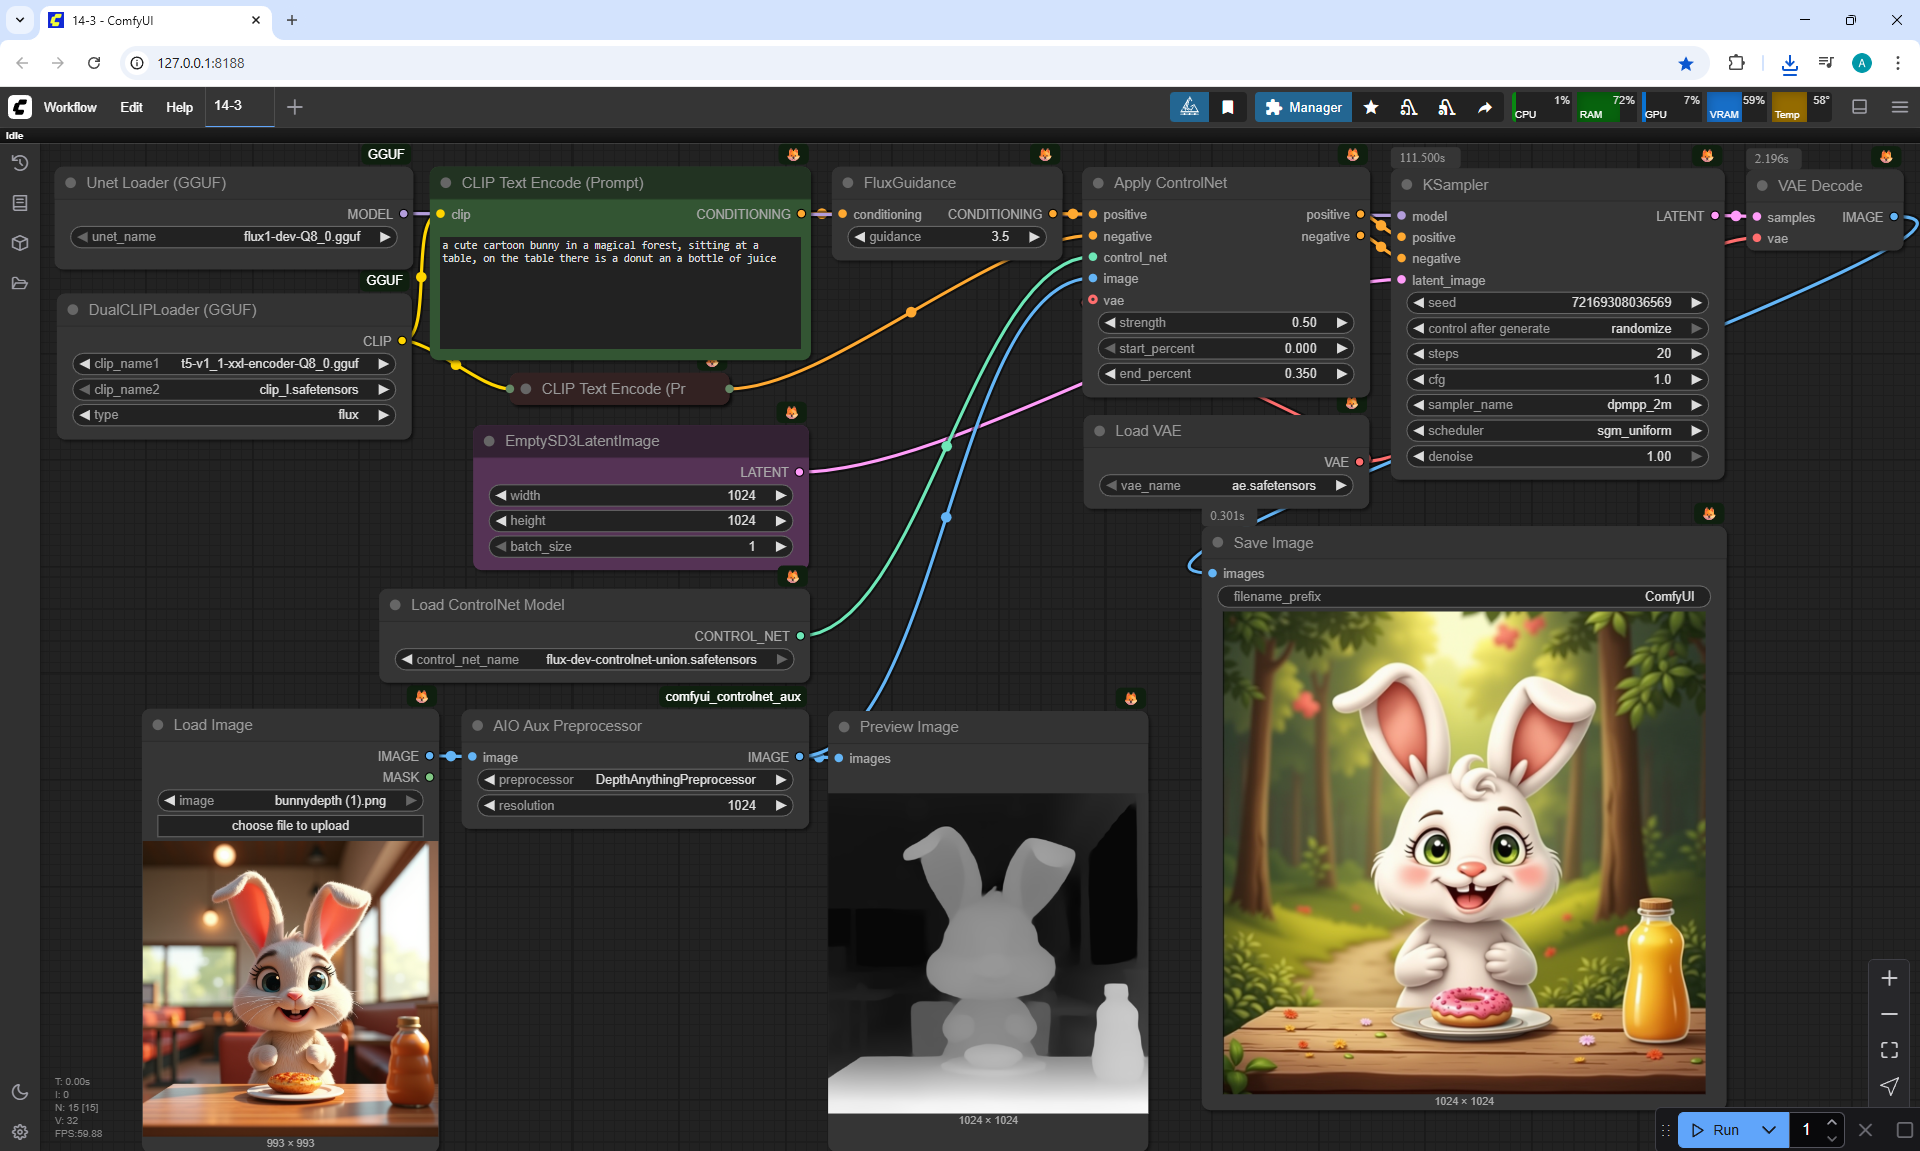 14-3 - ComfyUI
127.0.0.1:8188
A
Workflow
Edit
Help
14-3
Manager
CPU 1%
RAM 72%
GPU 7%
VRAM 59%
Temp 58°
Idle
GGUF
Unet Loader (GGUF)
MODEL
unet_name flux1-dev-Q8_0.gguf
GGUF
DualCLIPLoader (GGUF)
CLIP
clip_name1 t5-v1_1-xxl-encoder-Q8_0.gguf
clip_name2 clip_l.safetensors
type flux
CLIP Text Encode (Prompt)
clip CONDITIONING
a cute cartoon bunny in a magical forest, sitting at a
table, on the table there is a donut an a bottle of juice
CLIP Text Encode (Pr
FluxGuidance
conditioning CONDITIONING
guidance 3.5
Apply ControlNet
positive positive
negative negative
control_net
image
vae
strength 0.50
start_percent 0.000
end_percent 0.350
111.500s
KSampler
model LATENT
positive
negative
latent_image
seed 72169308036569
control after generate randomize
steps 20
cfg 1.0
sampler_name dpmpp_2m
scheduler sgm_uniform
denoise 1.00
2.196s
VAE Decode
samples IMAGE
vae
EmptySD3LatentImage
LATENT
width 1024
height 1024
batch_size 1
Load VAE
VAE
vae_name ae.safetensors
Load ControlNet Model
CONTROL_NET
control_net_name flux-dev-controlnet-union.safetensors
0.301s
Save Image
images
filename_prefix ComfyUI
1024 × 1024
Load Image
IMAGE
MASK
image bunnydepth (1).png
choose file to upload
993 × 993
comfyui_controlnet_aux
AIO Aux Preprocessor
image IMAGE
preprocessor DepthAnythingPreprocessor
resolution 1024
Preview Image
images
1024 × 1024
T: 0.00s
I: 0
N: 15 [15]
V: 32
FPS:59.88
Run
1